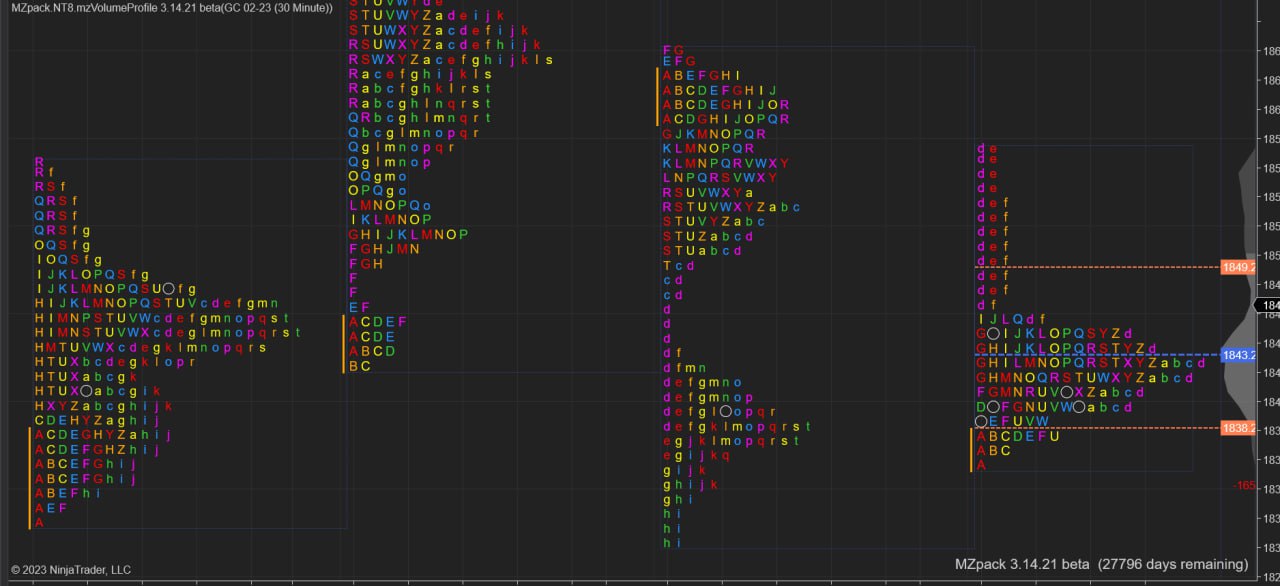 MZpack.NT8.mzVolumeProfile 3.14.21 beta(GC 02-23 (30 Minute))
R
R f
R S f
Q R S f
Q R S f
Q R S f g
O Q S f g
I O Q S f g
I J K L O P Q S f g
I J K L M N O P Q S U f g
H I J K L M N O P Q S T U V c d e f g m n
H I M N P S T U V W c d e f g m n o p q s t
H I M N S T U V W X c d e g l m n o p q r s t
H M T U V W X c d e g k l m n o p q r s
H T U X b c d e g k l o p r
H T U X a b c g k
H T U X a b c g i k
H X Y Z a b c g h i j k
C D E H Y Z a g h i j
A C D E G H Y Z a h i j
A C D E F G H Z h i j
A B C E F G h i j
A B C E F G h i j
A B E F h i
A E F
A
S T U V W Y Z a d e i j k
S T U W X Y Z a c d e f i j k
R S U W X Y Z a c d e f h i j k
R S W X Y Z a c e f g h i j k l s
R a c e f g h i j k l s
R a b c f g h k l r s t
R a b c g h l n q r s t
Q R b c g h l m n q r t
Q b c g l m n o p q r
Q g l m n o p q r
Q g l m n o p
O Q g m o
O P Q g o
L M N O P Q o
I K L M N O P
G H I J K L M N O P
F G H J M N
F G H
F
F
E F
A C D E F
A C D E
A B C D
B C
F G
E F G
A B E F G H I
A B C D E F G H I J
A B C D E G H I J O R
A C D G H I J O P Q R
G J K M N O P Q R
K L M N O P Q R
K L M N P Q R V W X Y
L N P Q R S V W X Y
R S U V W X Y a
R S T U V W X Y Z a b c
S T U V Y Z a b c
S T U Z a b c d
S T U a b c d
T c d
c d
c d
d
d
d
d f
d f m n
d e f g m n o
d e f g m n o p
d e f g l o p q r
d e f g k l m o p q r s t
e g j k l m o p q r s t
e g i j k q
g i j k
g h i j k
g h i
h i
h i
h i
d e
d e
d e
d e
d e f
d e f
d e f
d e f
d e f
d e f
d e f
d f
I J L Q d f
G I J K L O P Q S Y Z d
G H I J K L O P Q R S T Y Z d
G H I L M N O P Q R S T X Y Z a b c d
G H M N O Q R S T U W X Y Z a b c d
F G M N R U V X Z a b c d
D F G N U V W a b c d
E F U V W
A B C D E F U
A B C
A
1849.2
1843.2
1838.2
-165
© 2023 NinjaTrader, LLC
MZpack 3.14.21 beta (27796 days remaining)